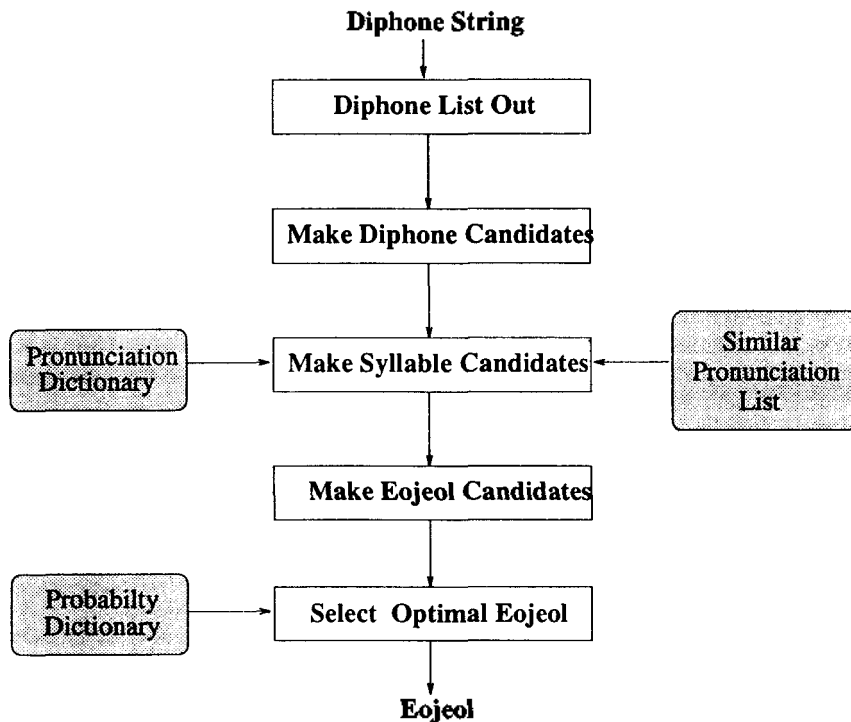 Diphone String
Diphone List Out
Make Diphone Candidates
Pronunciation
Dictionary
Make Syllable Candidates
Similar
Pronunciation
List
Make Eojeol Candidates
Probabilty
Dictionary
Select Optimal Eojeol
Eojeol